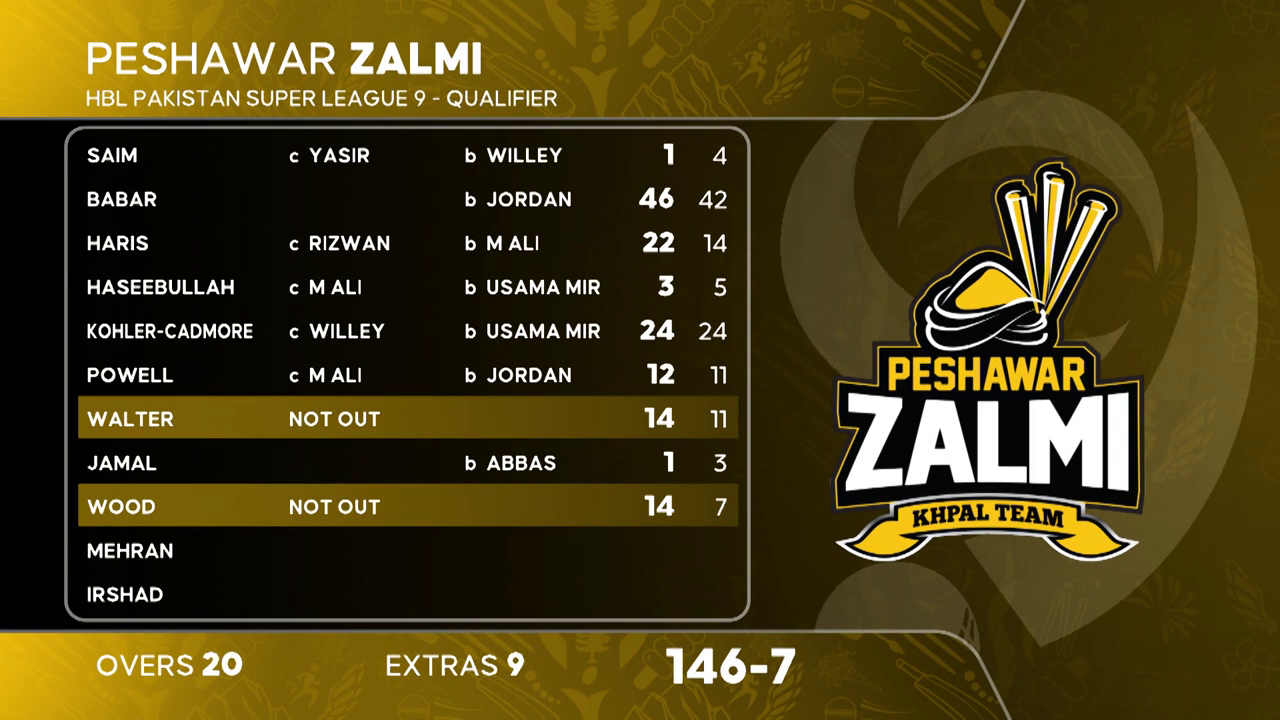 PESHAWAR ZALMI
HBL PAKISTAN SUPER LEAGUE 9 - QUALIFIER
SAIM c YASIR b WILLEY 1 4
BABAR b JORDAN 46 42
HARIS c RIZWAN b M ALI 22 14
HASEEBULLAH c M ALI b USAMA MIR 3 5
KOHLER-CADMORE c WILLEY b USAMA MIR 24 24
POWELL c M ALI b JORDAN 12 11
WALTER NOT OUT 14 11
JAMAL b ABBAS 1 3
WOOD NOT OUT 14 7
MEHRAN
IRSHAD
OVERS 20 EXTRAS 9 146-7
PESHAWAR
ZALMI
KHPAL TEAM